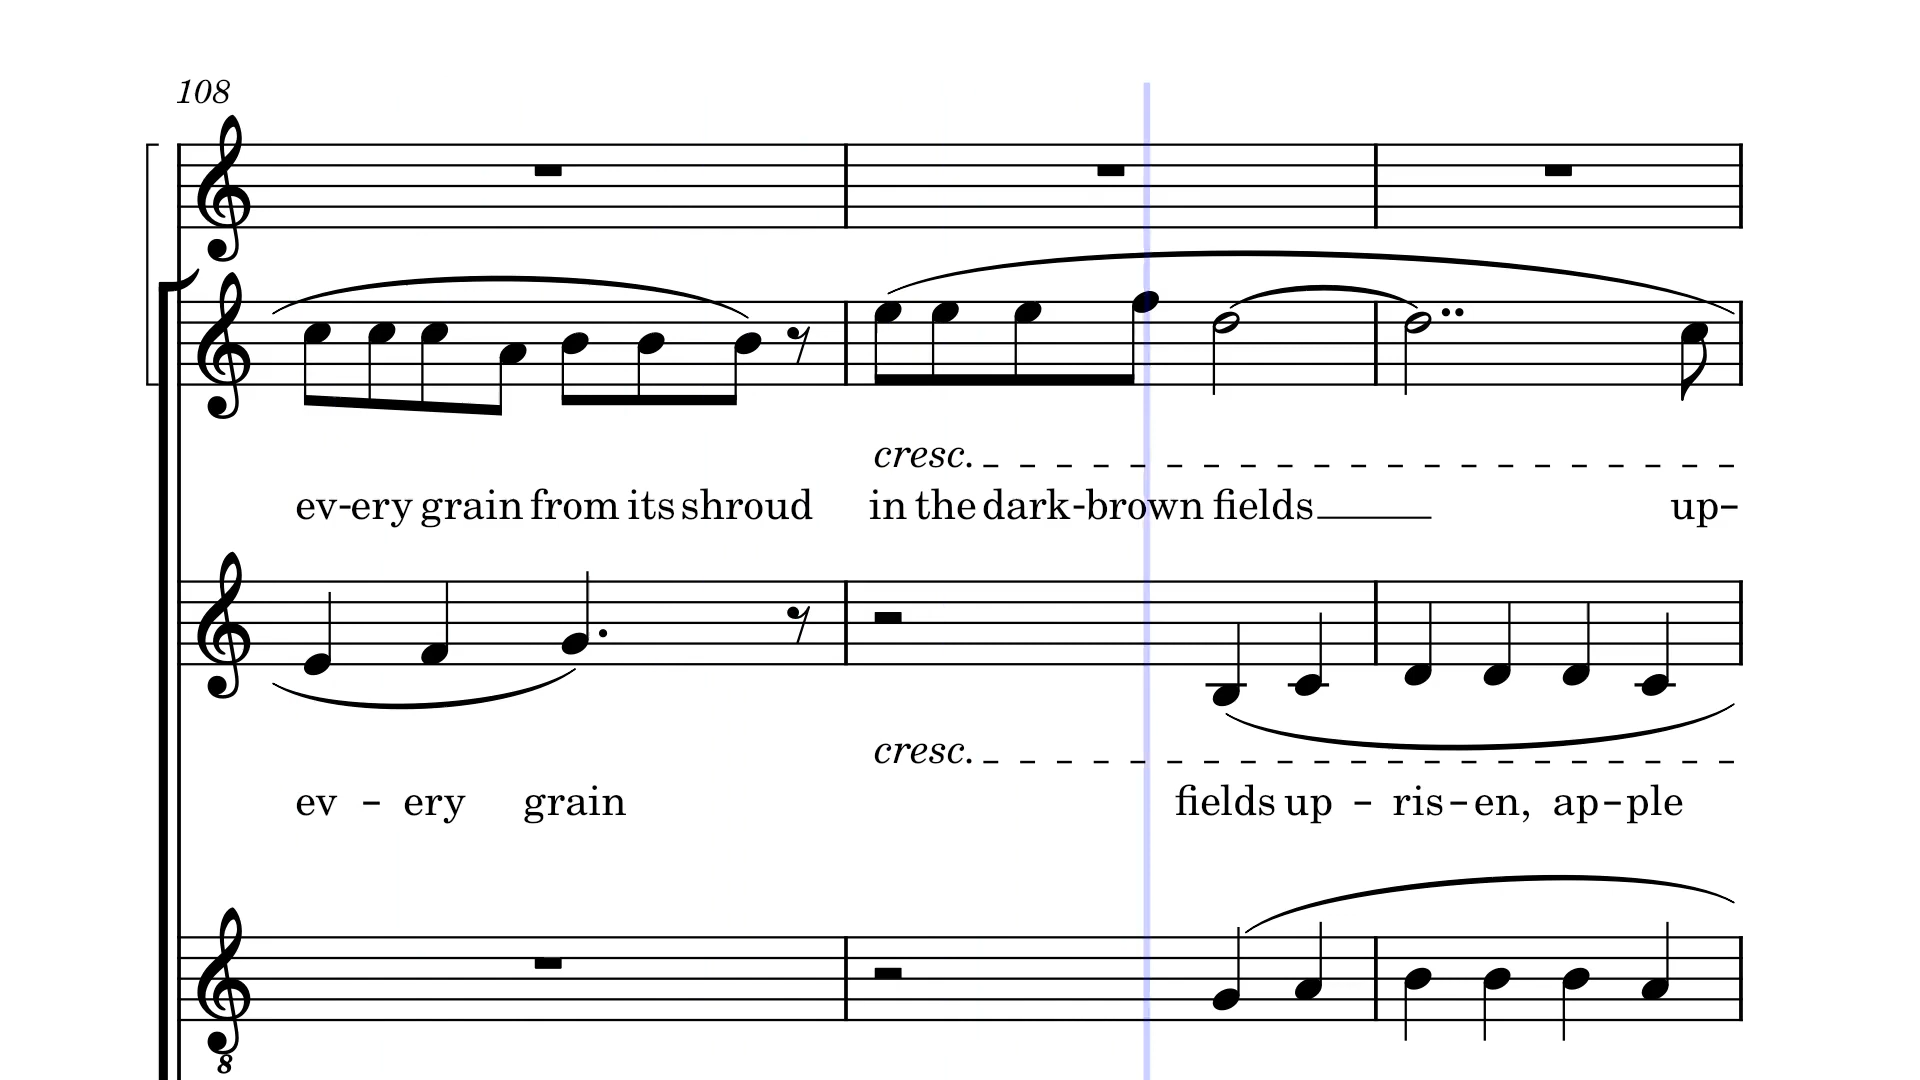 108
cresc.
ev-ery grain from its shroud in the dark-brown fields up-
cresc.
ev - ery grain fields up - ris-en, ap-ple
8